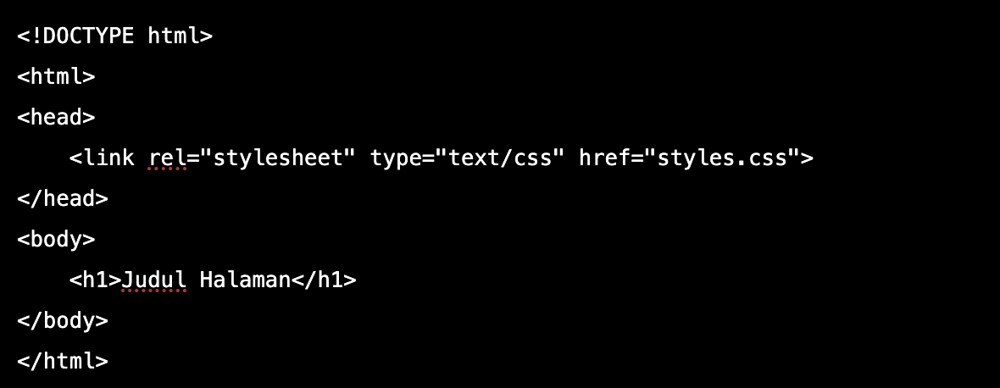 <!DOCTYPE html>
<html>
<head>
    <link rel="stylesheet" type="text/css" href="styles.css">
</head>
<body>
    <h1>Judul Halaman</h1>
</body>
</html>